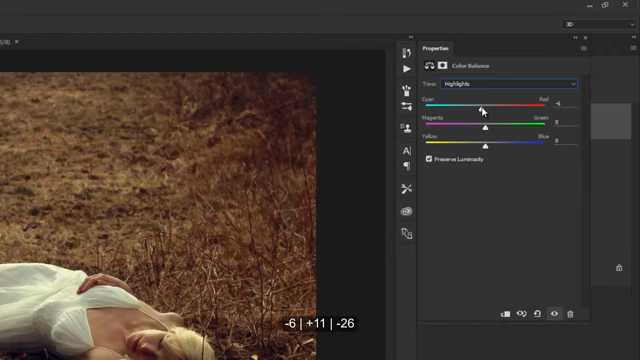 3D
/8)
Properties
Color Balance
Tone: Highlights
Cyan Red -6
Magenta Green 0
Yellow Blue 0
Preserve Luminosity
-6 | +11 | -26